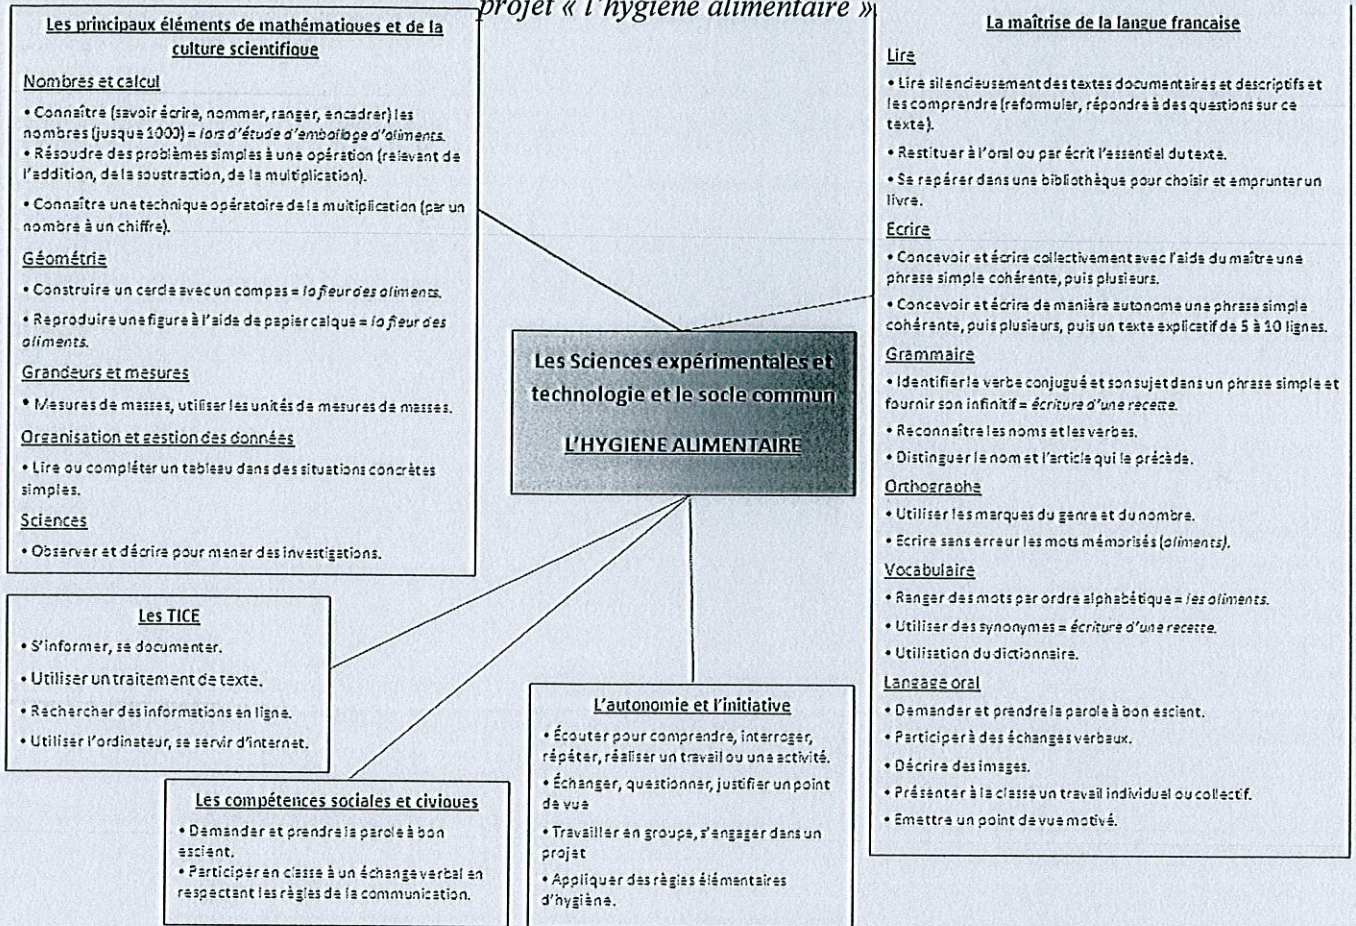 projet « l'hygiène alimentaire »
Les principaux éléments de mathématiques et de la
culture scientifique
Nombres et calcul
• Connaître (savoir écrire, nommer, ranger, encadrer) les
nombres (jusque 1000) = lors d'étude d'emballage d'aliments.
• Résoudre des problèmes simples à une opération (relevant de
l'addition, de la soustraction, de la multiplication).
• Connaître une technique opératoire de la multiplication (par un
nombre à un chiffre).
Géométrie
• Construire un cercle avec un compas = la fleur des aliments.
• Reproduire une figure à l'aide de papier calque = la fleur des
aliments.
Grandeurs et mesures
• Mesures de masses, utiliser les unités de mesures de masses.
Organisation et gestion des données
• Lire ou compléter un tableau dans des situations concrètes
simples.
Sciences
• Observer et décrire pour mener des investigations.
La maîtrise de la langue francaise
Lire
• Lire silencieusement des textes documentaires et descriptifs et
les comprendre (reformuler, répondre à des questions sur ce
texte).
• Restituer à l'oral ou par écrit l'essentiel du texte.
• Se repérer dans une bibliothèque pour choisir et emprunter un
livre.
Ecrire
• Concevoir et écrire collectivement avec l'aide du maître une
phrase simple cohérente, puis plusieurs.
• Concevoir et écrire de manière autonome une phrase simple
cohérente, puis plusieurs, puis un texte explicatif de 5 à 10 lignes.
Grammaire
• Identifier le verbe conjugué et son sujet dans un phrase simple et
fournir son infinitif = écriture d'une recette.
• Reconnaître les noms et les verbes.
• Distinguer le nom et l'article qui le précède.
Orthographe
• Utiliser les marques du genre et du nombre.
• Ecrire sans erreur les mots mémorisés (aliments).
Vocabulaire
• Ranger des mots par ordre alphabétique = les aliments.
• Utiliser des synonymes = écriture d'une recette.
• Utilisation du dictionnaire.
Langage oral
• Demander et prendre la parole à bon escient.
• Participer à des échanges verbaux.
• Décrire des images.
• Présenter à la classe un travail individuel ou collectif.
• Emettre un point de vue motivé.
Les Sciences expérimentales et
technologie et le socle commun
L'HYGIENE ALIMENTAIRE
Les TICE
• S'informer, se documenter.
• Utiliser un traitement de texte.
• Rechercher des informations en ligne.
• Utiliser l'ordinateur, se servir d'internet.
Les compétences sociales et civiques
• Demander et prendre la parole à bon
escient.
• Participer en classe à un échange verbal en
respectant les règles de la communication.
L'autonomie et l'initiative
• Écouter pour comprendre, interroger,
répéter, réaliser un travail ou une activité.
• Échanger, questionner, justifier un point
de vue
• Travailler en groupe, s'engager dans un
projet
• Appliquer des règles élémentaires
d'hygiène.